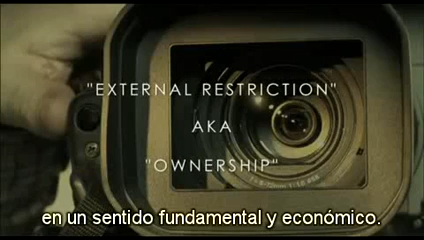 "EXTERNAL RESTRICTION"
AKA
"OWNERSHIP"
en un sentido fundamental y económico.